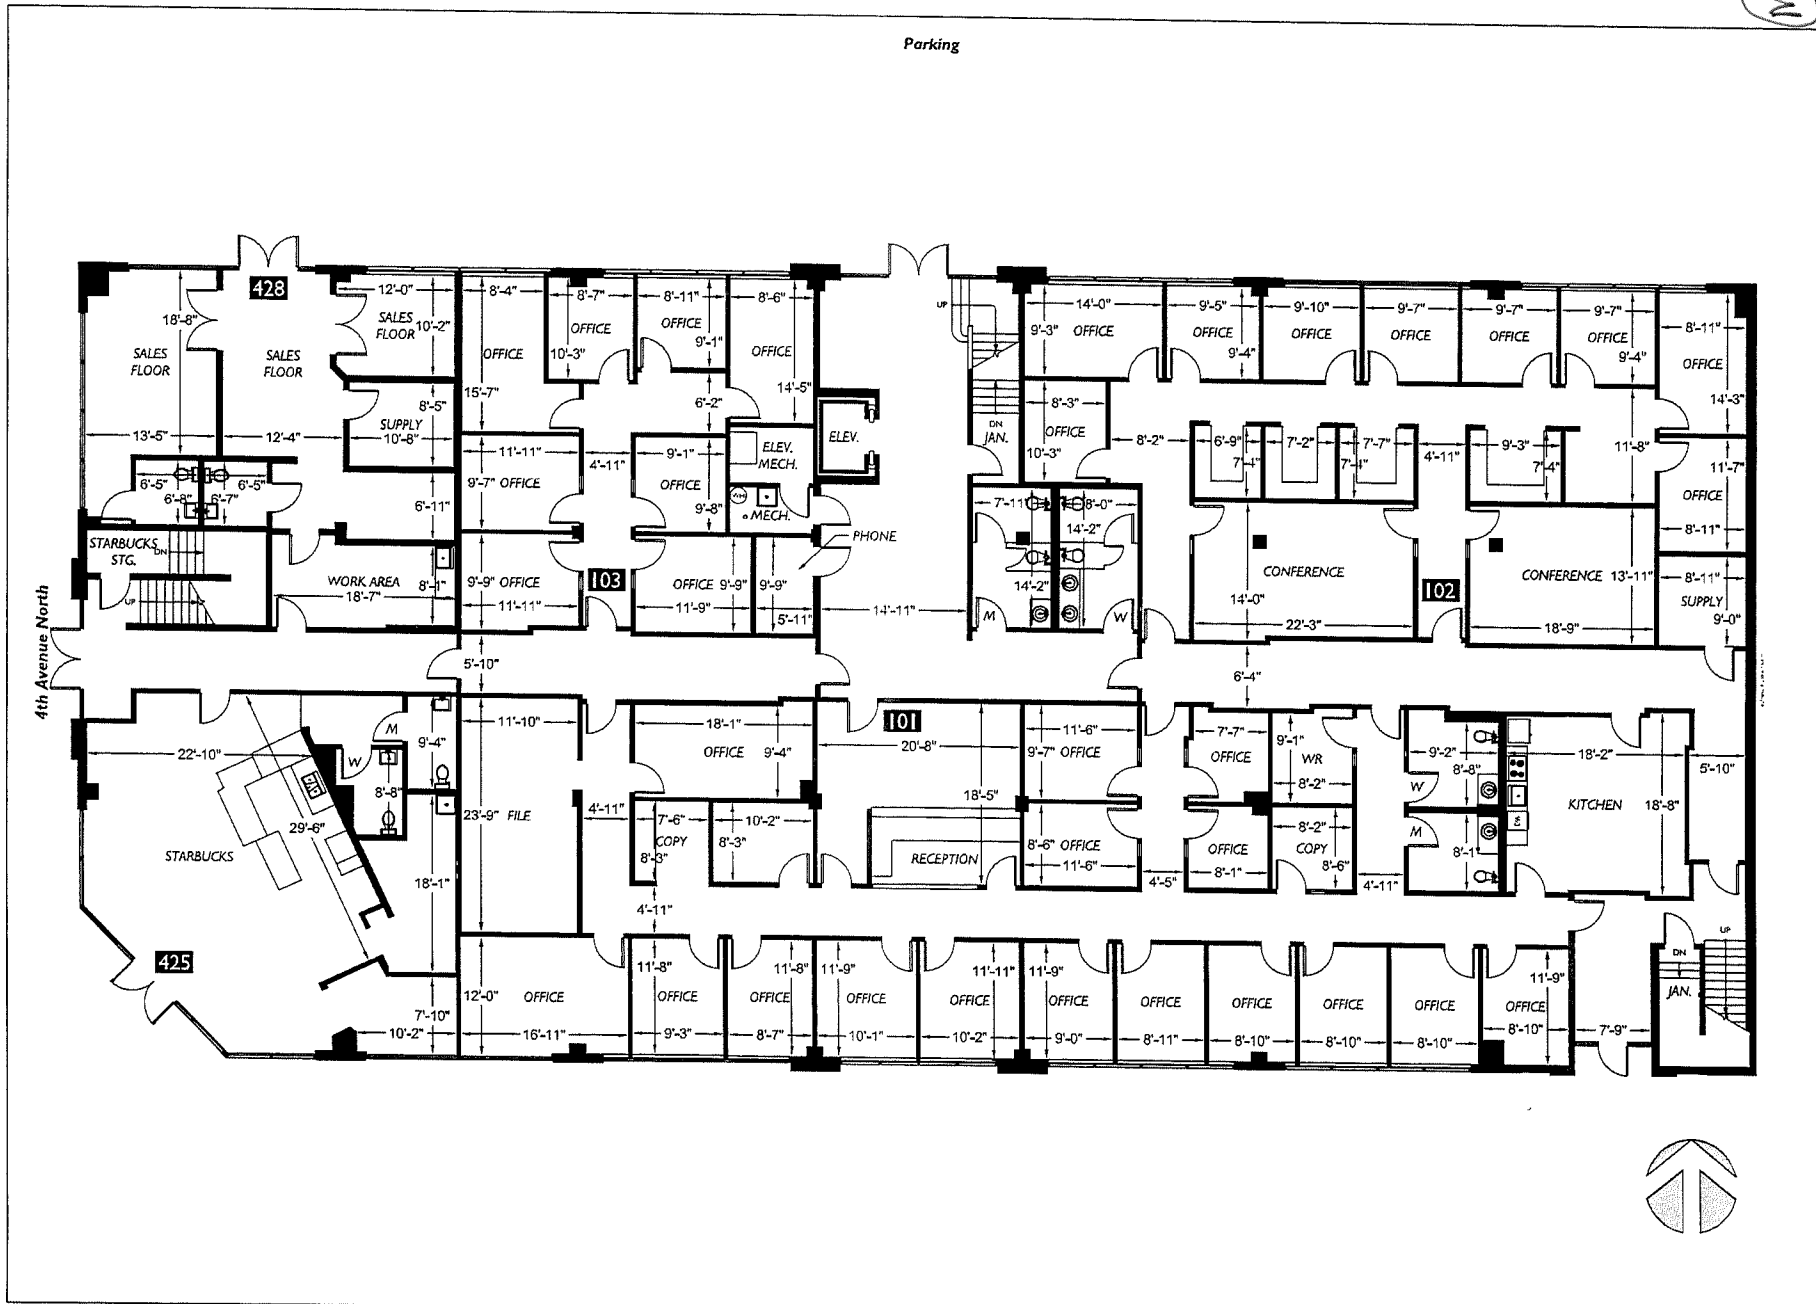 Parking
428
12'-0"
8'-4"
8'-7"
8'-11"
8'-6"
14'-0"
9'-5"
9'-10"
9'-7"
9'-7"
9'-7"
8'-11"
18'-8"
SALES
FLOOR
10'-2"
OFFICE
OFFICE
UP
9'-3"
OFFICE
OFFICE
OFFICE
OFFICE
OFFICE
OFFICE
SALES
FLOOR
SALES
FLOOR
OFFICE
10'-3"
9'-1"
OFFICE
9'-4"
9'-4"
OFFICE
15'-7"
14'-5"
14'-3"
8'-5"
SUPPLY
10'-8"
6'-2"
8'-3"
OFFICE
10'-3"
13'-5"
12'-4"
DN
JAN.
ELEV.
ELEV.
MECH.
8'-2"
6'-9"
7'-2"
7'-7"
4'-11"
9'-3"
11'-8"
11'-11"
4'-11"
9'-1"
7'-4"
7'-4"
7'-4"
11'-7"
6'-5"
6'-5"
9'-7"
OFFICE
OFFICE
WH
6'-8"
6'-7"
6'-11"
9'-8"
MECH.
7'-11"
8'-0"
OFFICE
8'-11"
14'-2"
PHONE
STARBUCKS
STG.
DN
WORK AREA
8'-1"
18'-7"
9'-9"
OFFICE
11'-11"
103
OFFICE
9'-9"
11'-9"
9'-9"
5'-11"
14'-11"
14'-2"
CONFERENCE
102
CONFERENCE
13'-11"
8'-11"
SUPPLY
9'-0"
UP
M
W
14'-0"
22'-3"
18'-9"
4th Avenue North
5'-10"
6'-4"
11'-10"
18'-1"
OFFICE
9'-4"
101
20'-8"
11'-6"
9'-7"
OFFICE
7'-7"
OFFICE
9'-1"
WR
8'-2"
M
W
9'-4"
22'-10"
9'-2"
8'-8"
W
18'-2"
5'-10"
8'-8"
18'-5"
29'-6"
23'-9"
FILE
4'-11"
7'-6"
COPY
8'-3"
10'-2"
8'-3"
KITCHEN
18'-8"
STARBUCKS
RECEPTION
8'-6"
OFFICE
11'-6"
OFFICE
8'-1"
8'-2"
COPY
8'-6"
M
8'-1"
18'-1"
4'-5"
4'-11"
4'-11"
425
UP
DN
JAN.
12'-0"
OFFICE
16'-11"
11'-8"
OFFICE
9'-3"
11'-8"
OFFICE
8'-7"
11'-9"
OFFICE
10'-1"
11'-11"
OFFICE
10'-2"
11'-9"
OFFICE
9'-0"
OFFICE
8'-11"
OFFICE
8'-10"
OFFICE
8'-10"
OFFICE
8'-10"
11'-9"
OFFICE
8'-10"
7'-10"
10'-2"
7'-9"